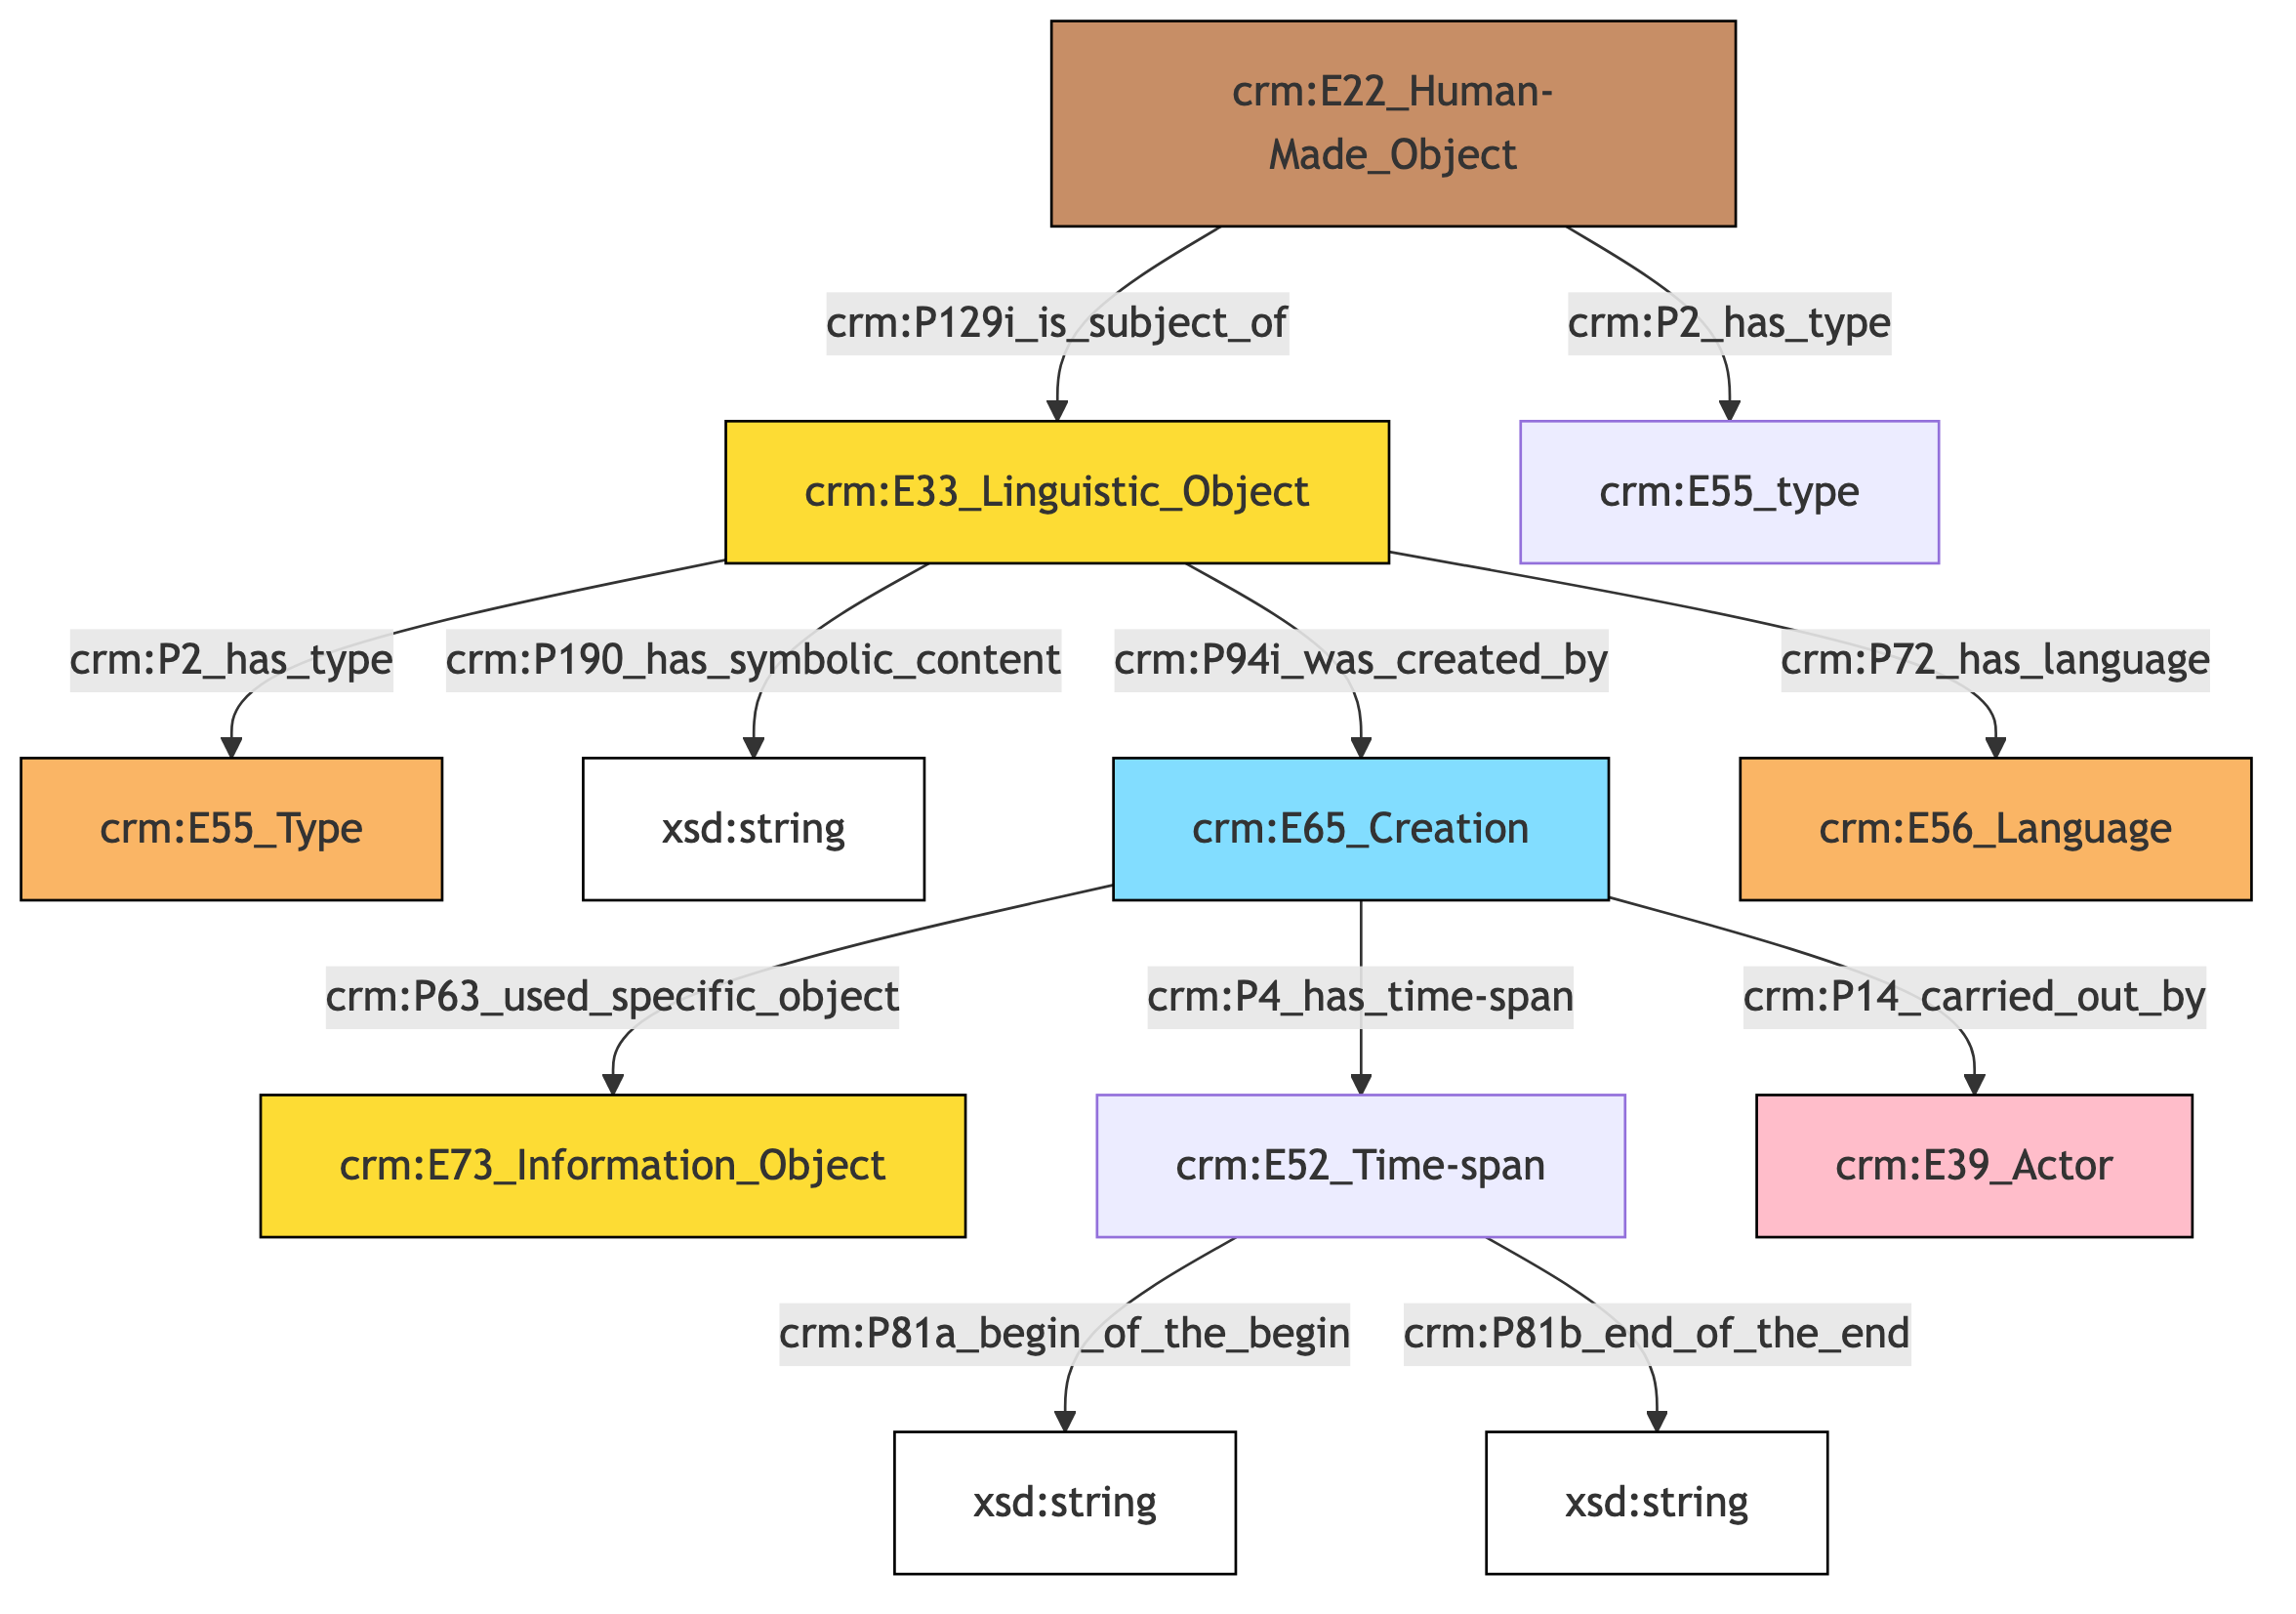 crm:E22_Human-
Made_Object
crm:P129i_is_subject_of
crm:P2_has_type
crm:E33_Linguistic_Object
crm:E55_type
crm:P2_has_type
crm:P190_has_symbolic_content
crm:P94i_was_created_by
crm:P72_has_language
crm:E55_Type
xsd:string
crm:E65_Creation
crm:E56_Language
crm:P63_used_specific_object
crm:P4_has_time-span
crm:P14_carried_out_by
crm:E73_Information_Object
crm:E52_Time-span
crm:E39_Actor
crm:P81a_begin_of_the_begin
crm:P81b_end_of_the_end
xsd:string
xsd:string